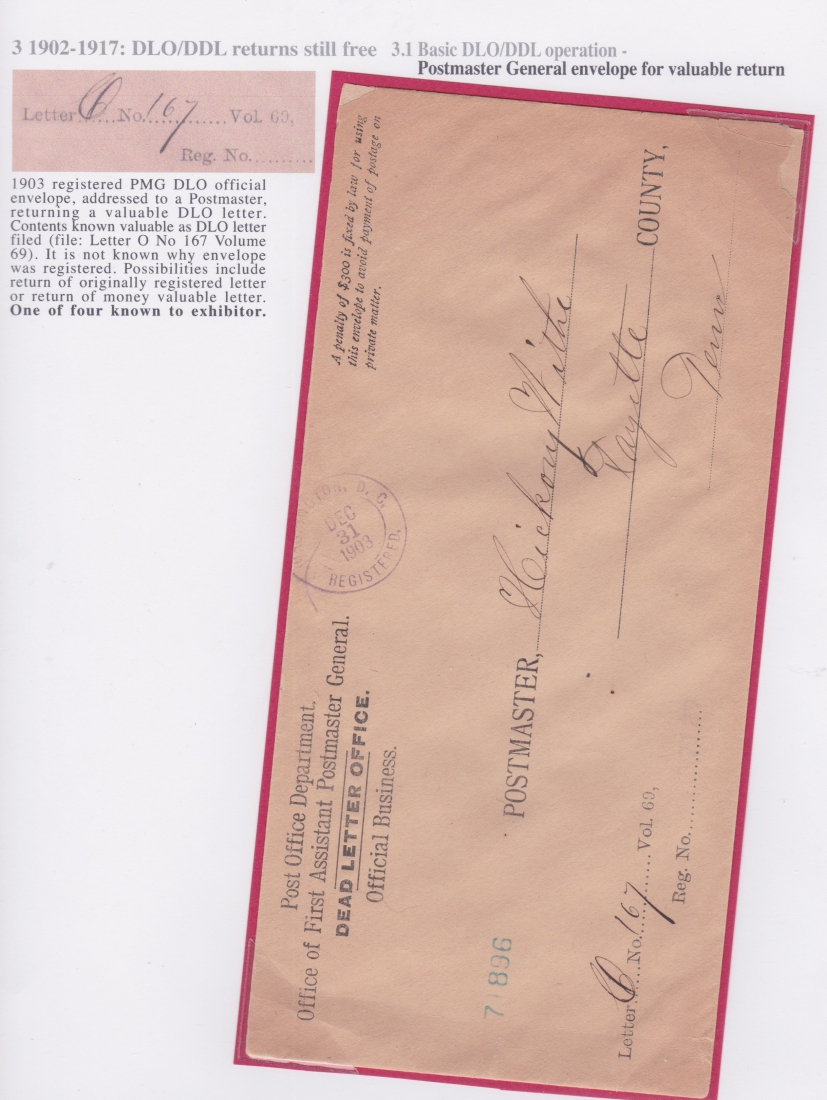 3 1902-1917: DLO/DDL returns still free 3.1 Basic DLO/DDL operation -
Postmaster General envelope for valuable return
Letter O No. 167 Vol. 69,
Reg. No.
1903 registered PMG DLO official
envelope, addressed to a Postmaster,
returning a valuable DLO letter.
Contents known valuable as DLO letter
filed (file: Letter O No 167 Volume
69). It is not known why envelope
was registered. Possibilities include
return of originally registered letter
or return of money valuable letter.
One of four known to exhibitor.
Post Office Department,
Office of First Assistant Postmaster General.
DEAD LETTER OFFICE.
Official Business.
WASHINGTON, D. C.
DEC
31
1903
REGISTERED.
A penalty of $300 is fixed by law for using
this envelope to avoid payment of postage on
private matter.
POSTMASTER, Hickory Withe
Fayette COUNTY,
Tenn
71896
Letter O No. 167 Vol. 69,
Reg. No.